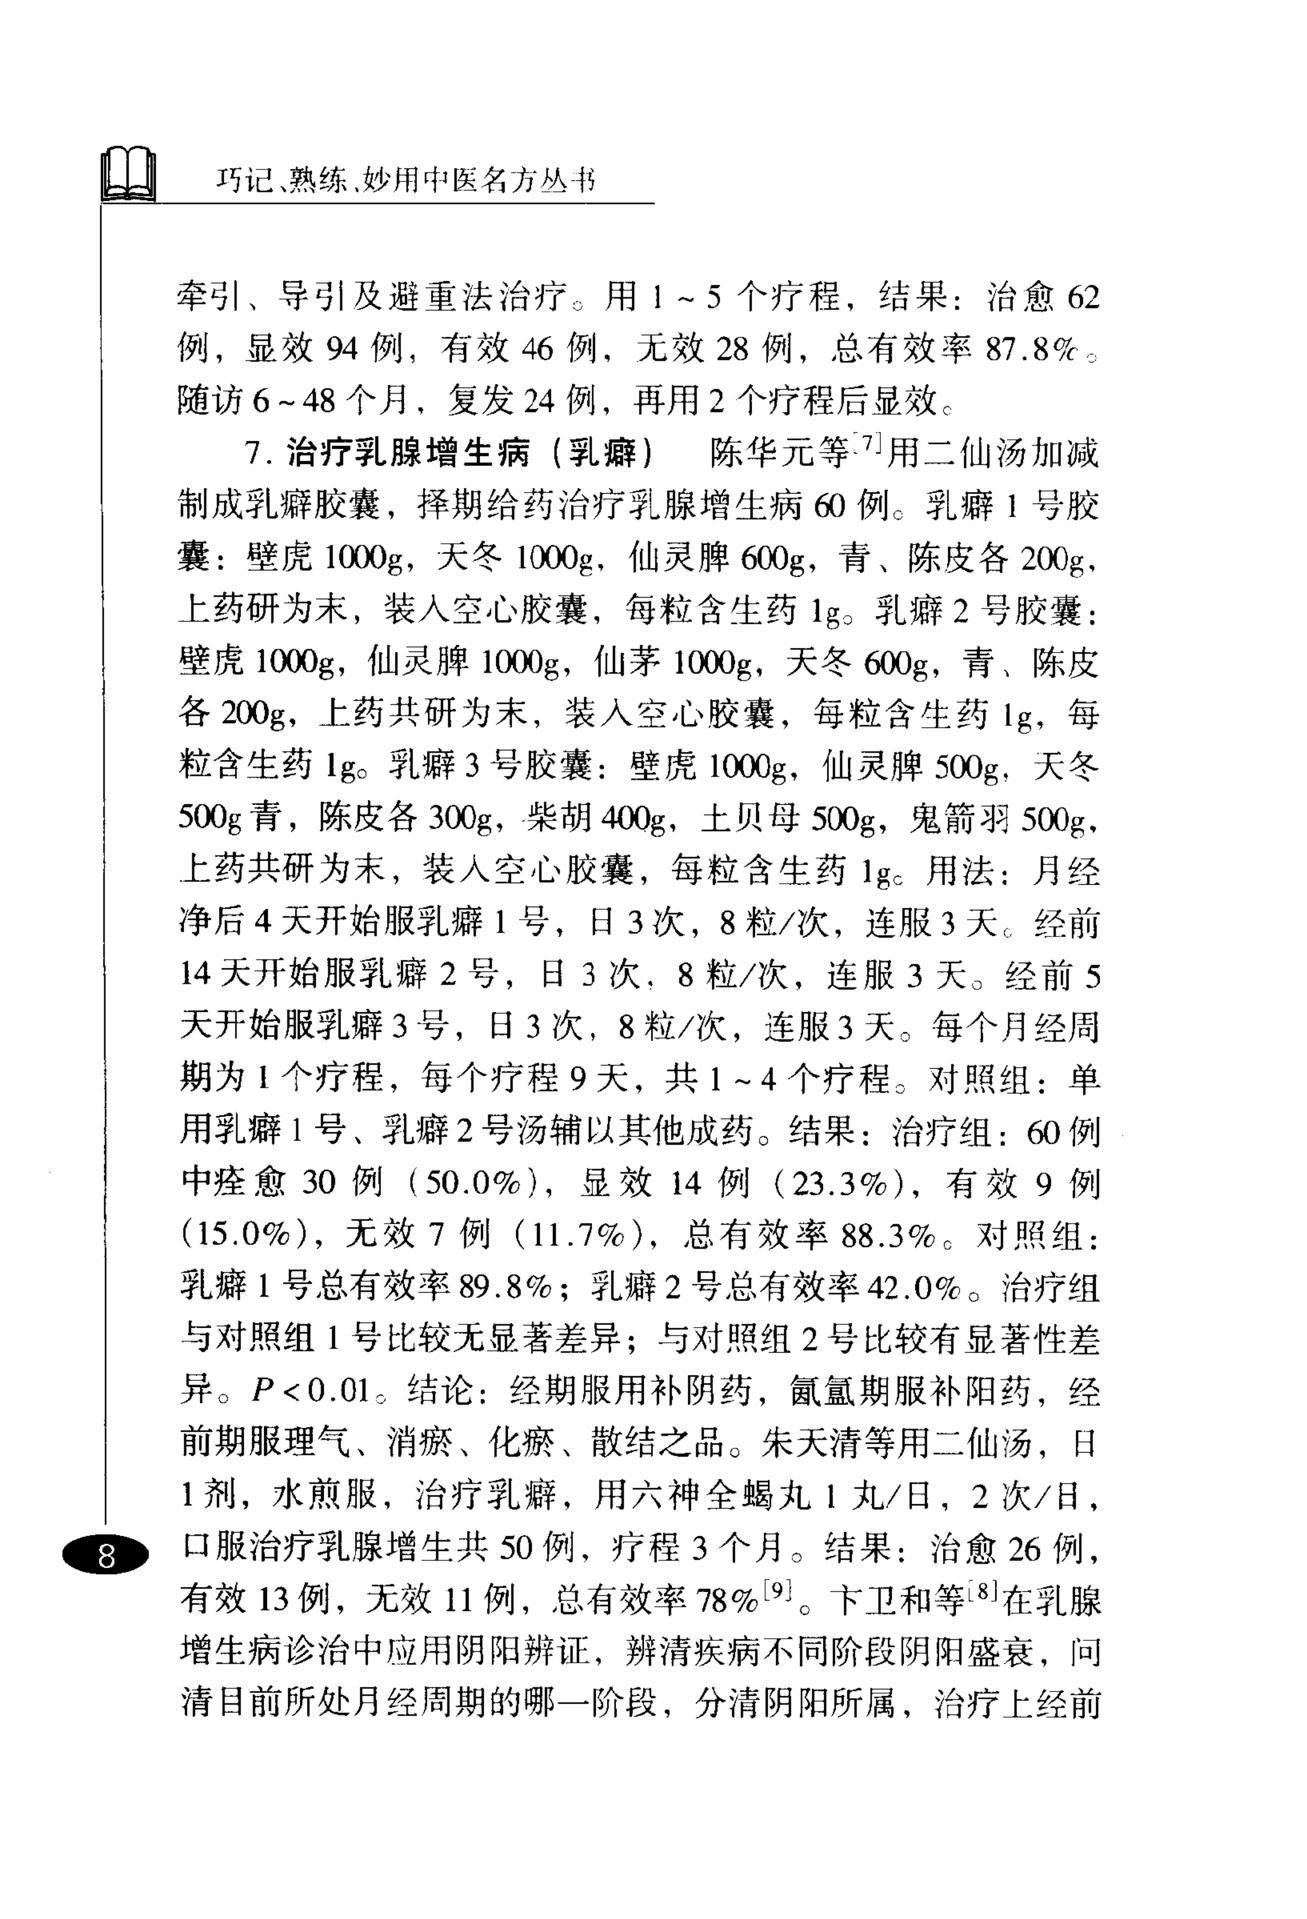 巧记、熟练、妙用中医名方丛书
牵引、导引及避重法治疗。用 1~5 个疗程，结果：治愈 62
例，显效 94 例，有效 46 例，无效 28 例，总有效率 87.8%。
随访 6~48 个月，复发 24 例，再用 2 个疗程后显效。
7. 治疗乳腺增生病（乳癖） 陈华元等[7]用二仙汤加减
制成乳癖胶囊，择期给药治疗乳腺增生病 60 例。乳癖 1 号胶
囊：壁虎 1000g，天冬 1000g，仙灵脾 600g，青、陈皮各 200g，
上药研为末，装入空心胶囊，每粒含生药 1g。乳癖 2 号胶囊：
壁虎 1000g，仙灵脾 1000g，仙茅 1000g，天冬 600g，青、陈皮
各 200g，上药共研为末，装入空心胶囊，每粒含生药 1g，每
粒含生药 1g。乳癖 3 号胶囊：壁虎 1000g，仙灵脾 500g，天冬
500g 青，陈皮各 300g，柴胡 400g，土贝母 500g，鬼箭羽 500g，
上药共研为末，装入空心胶囊，每粒含生药 1g。用法：月经
净后 4 天开始服乳癖 1 号，日 3 次，8 粒/次，连服 3 天。经前
14 天开始服乳癖 2 号，日 3 次，8 粒/次，连服 3 天。经前 5
天开始服乳癖 3 号，日 3 次，8 粒/次，连服 3 天。每个月经周
期为 1 个疗程，每个疗程 9 天，共 1~4 个疗程。对照组：单
用乳癖 1 号、乳癖 2 号汤辅以其他成药。结果：治疗组：60 例
中痊愈 30 例（50.0%），显效 14 例（23.3%），有效 9 例
（15.0%），无效 7 例（11.7%），总有效率 88.3%。对照组：
乳癖 1 号总有效率 89.8%；乳癖 2 号总有效率 42.0%。治疗组
与对照组 1 号比较无显著差异；与对照组 2 号比较有显著性差
异。P<0.01。结论：经期服用补阴药，氤氲期服补阳药，经
前期服理气、消瘀、化瘀、散结之品。朱天清等用二仙汤，日
1 剂，水煎服，治疗乳癖，用六神全蝎丸 1 丸/日，2 次/日，
口服治疗乳腺增生共 50 例，疗程 3 个月。结果：治愈 26 例，
8
有效 13 例，无效 11 例，总有效率 78%[9]。卞卫和等[8]在乳腺
增生病诊治中应用阴阳辨证，辨清疾病不同阶段阴阳盛衰，问
清目前所处月经周期的哪一阶段，分清阴阳所属，治疗上经前